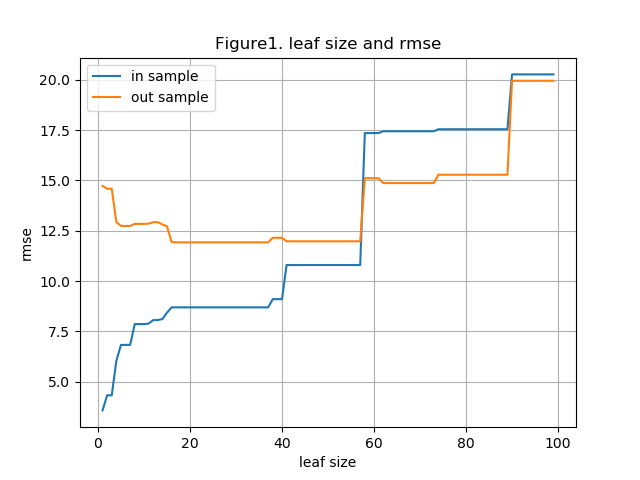 Figure1. leaf size and rmse
in sample
out sample
20.0
17.5
15.0
12.5
10.0
7.5
5.0
rmse
0 20 40 60 80 100
leaf size